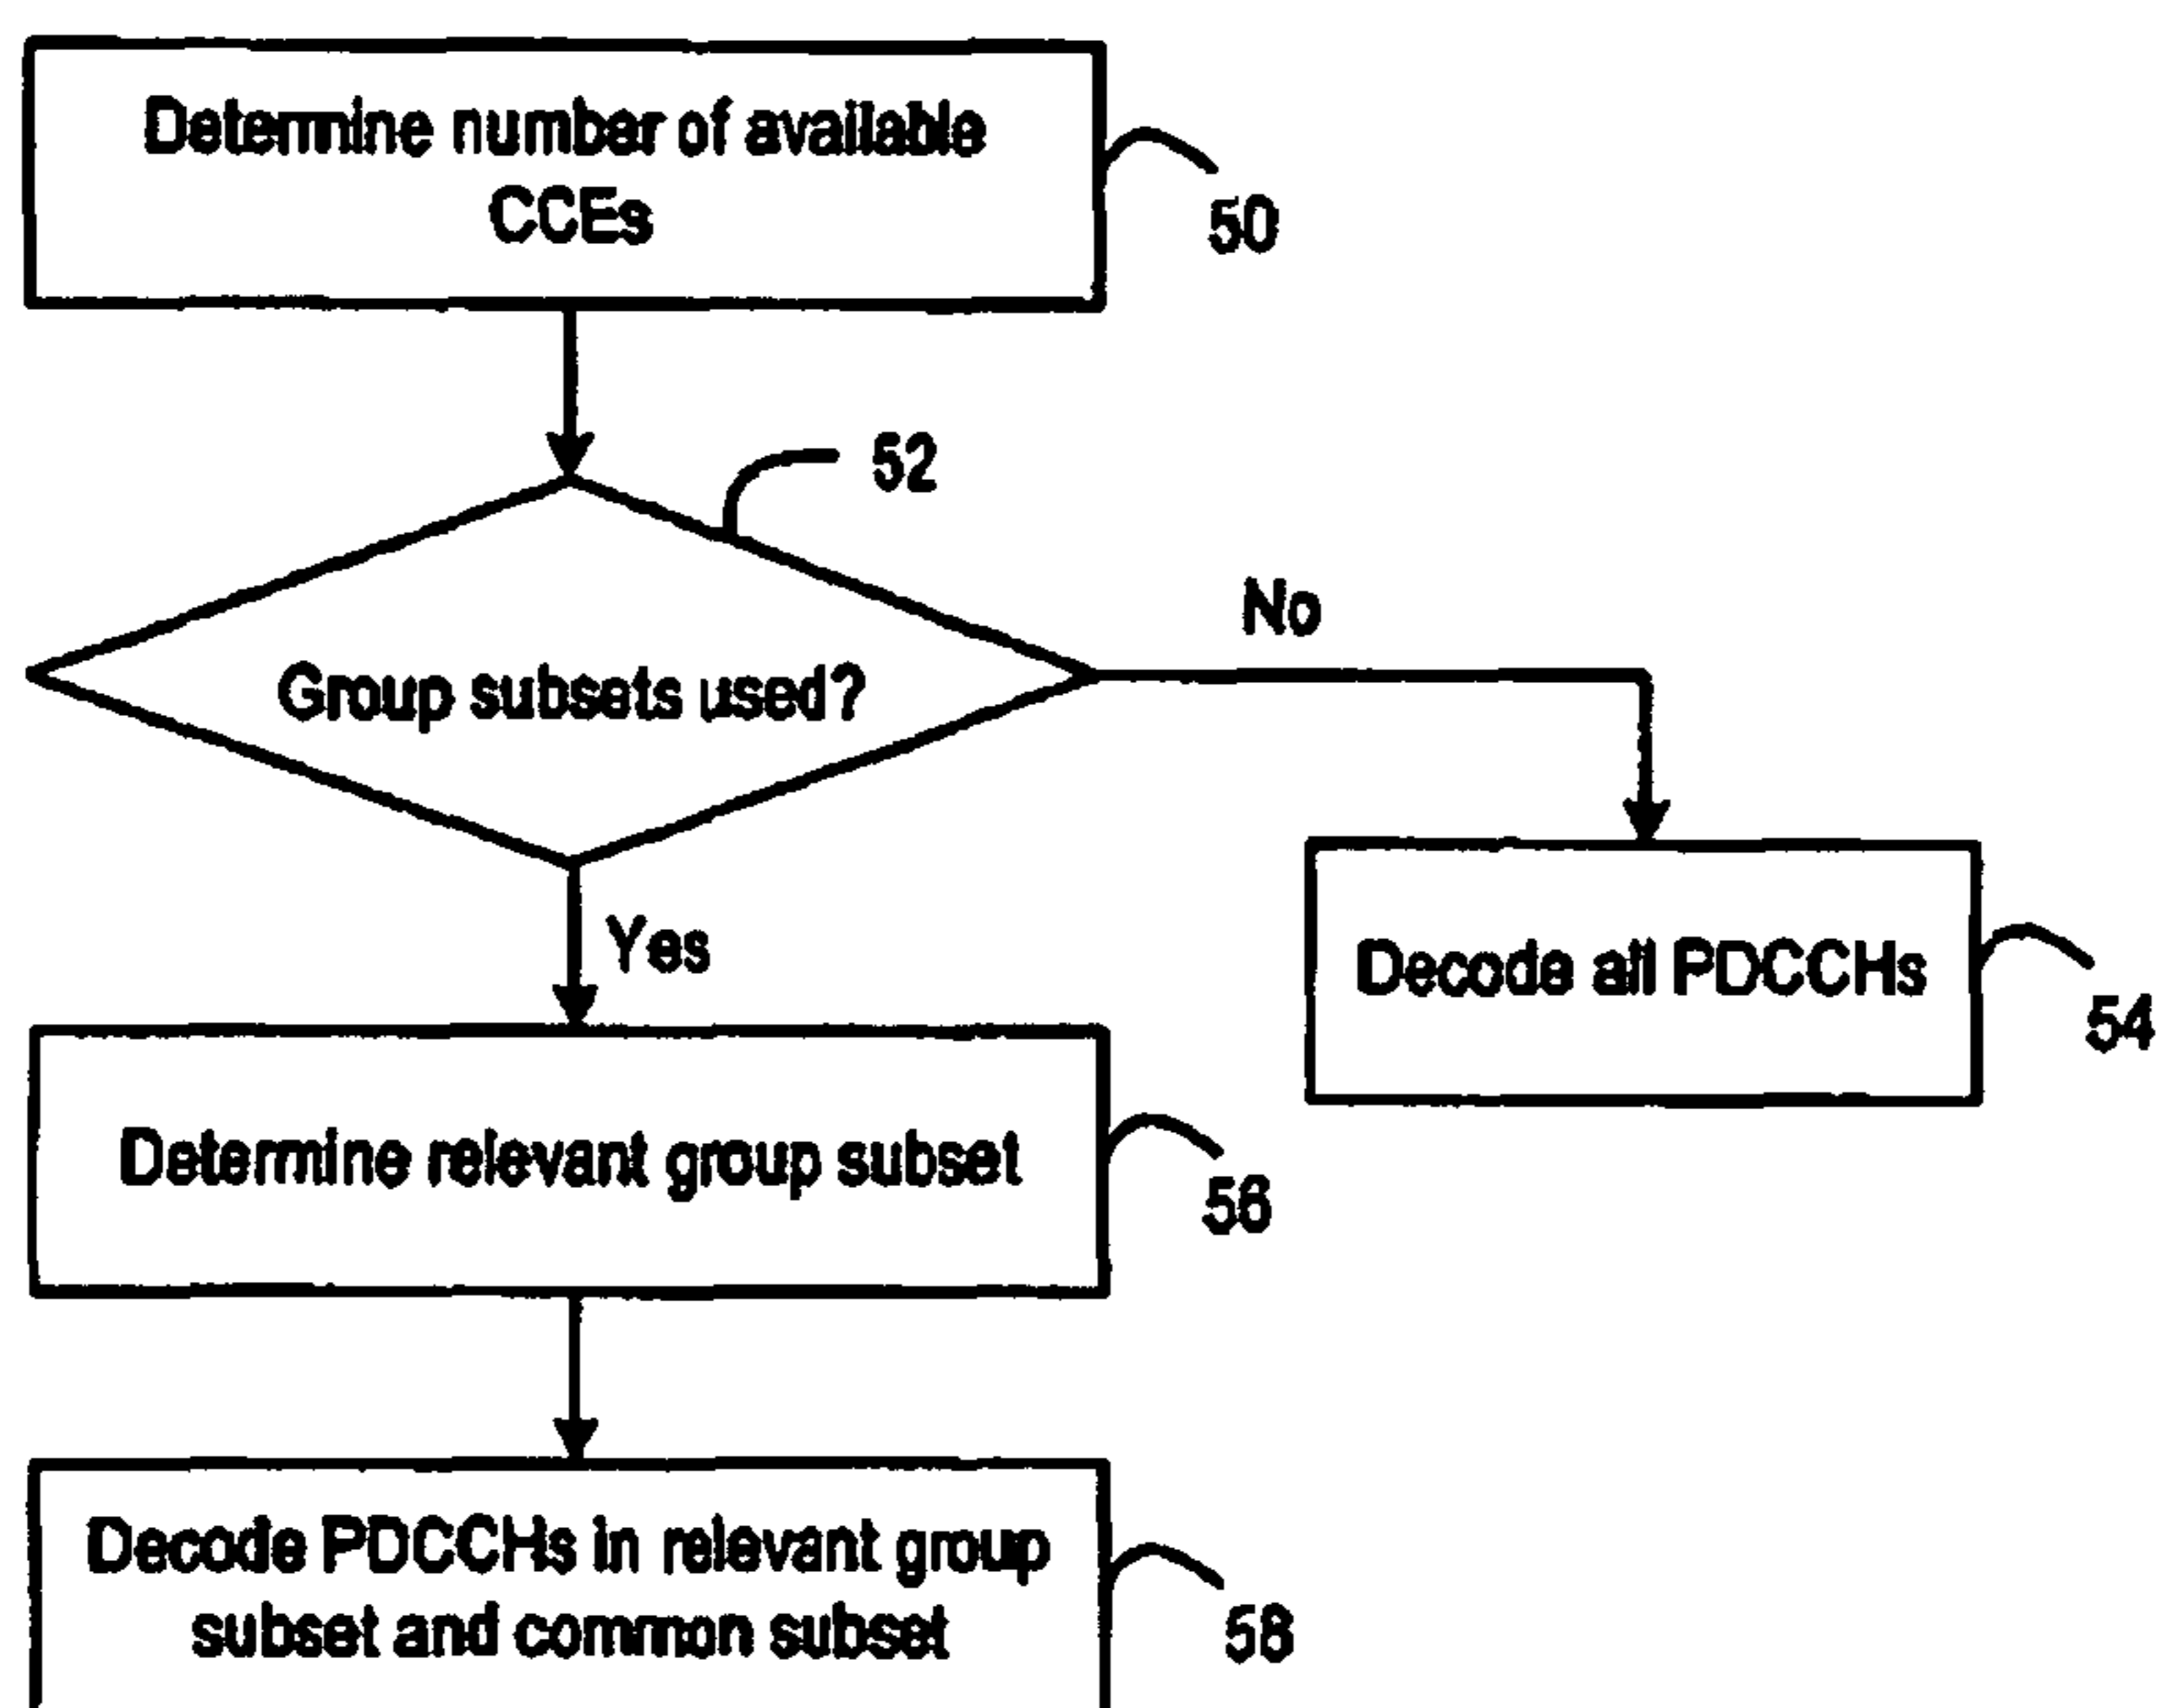 Determine number of available
CCEs
50
52
No
Group subsets used?
Yes
Decode all PDCCHs
54
Determine relevant group subset
56
Decode PDCCHs in relevant group
subset and common subset
58